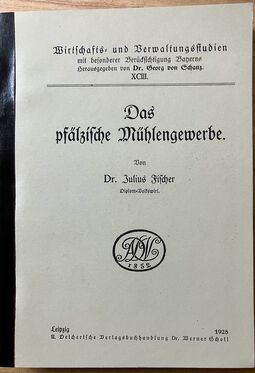 Wirtschafts- und Verwaltungsstudien
mit besonderer Berücksichtigung Bayerns
Herausgegeben von Dr. Georg von Schanz.
XCIII.
Das
pfälzische Mühlengewerbe.
Von
Dr. Julius Fischer
Diplom-Volkswirt.
1852
Leipzig 1925
A. Deichertsche Verlagsbuchhandlung Dr. Werner Scholl